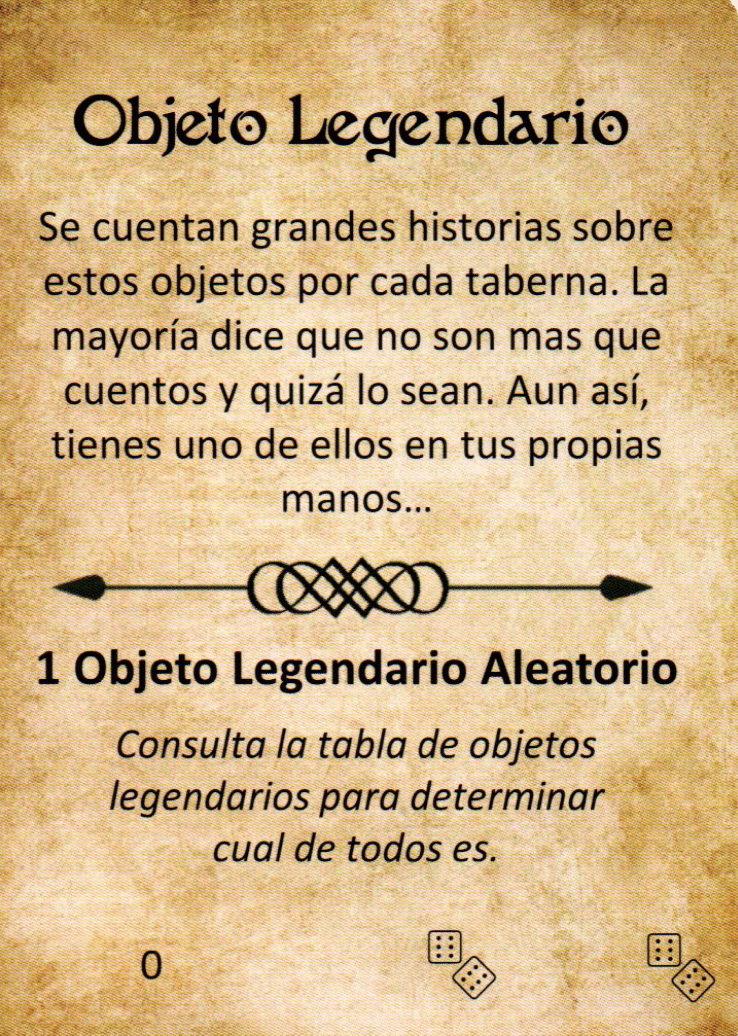 Objeto Legendario
Se cuentan grandes historias sobre
estos objetos por cada taberna. La
mayoría dice que no son mas que
cuentos y quizá lo sean. Aun así,
tienes uno de ellos en tus propias
manos...
1 Objeto Legendario Aleatorio
Consulta la tabla de objetos
legendarios para determinar
cual de todos es.
0